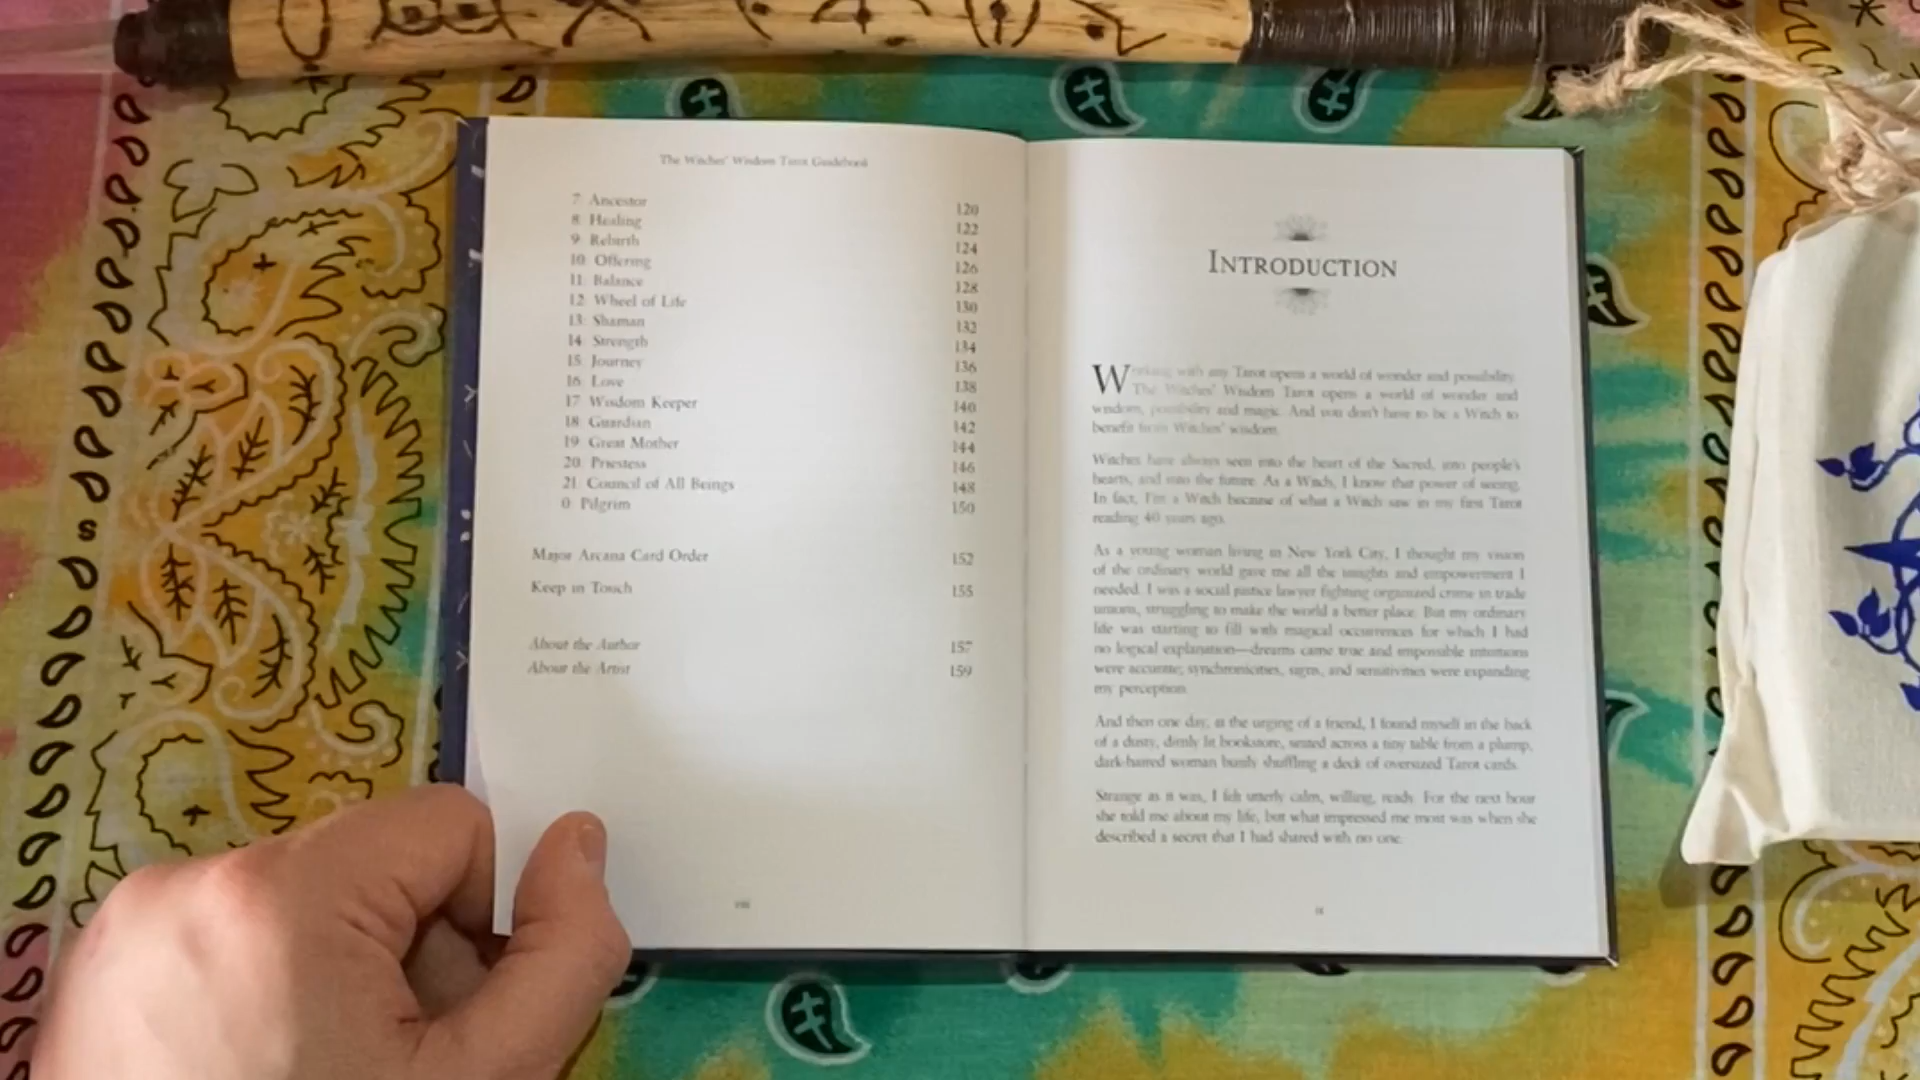 The Witches' Wisdom Tarot Guidebook
7: Ancestor 120
8: Healing 122
9: Rebirth 124
10: Offering 126
11: Balance 128
12: Wheel of Life 130
13: Shaman 132
14: Strength 134
15: Journey 136
16: Love 138
17: Wisdom Keeper 140
18: Guardian 142
19: Great Mother 144
20: Priestess 146
21: Council of All Beings 148
0: Pilgrim 150
Major Arcana Card Order 152
Keep in Touch 155
About the Author 157
About the Artist 159
viii
INTRODUCTION
Working with any Tarot opens a world of wonder and possibility.
The Witches' Wisdom Tarot opens a world of wonder and
wisdom, possibility and magic. And you don't have to be a Witch to
benefit from Witches' wisdom.
Witches have always seen into the heart of the Sacred, into people's
hearts, and into the future. As a Witch, I know that power of seeing.
In fact, I'm a Witch because of what a Witch saw in my first Tarot
reading 40 years ago.
As a young woman living in New York City, I thought my vision
of the ordinary world gave me all the insights and empowerment I
needed. I was a social justice lawyer fighting organized crime in trade
unions, struggling to make the world a better place. But my ordinary
life was starting to fill with magical occurrences for which I had
no logical explanation—dreams came true and impossible intuitions
were accurate; synchronicities, signs, and sensitivities were expanding
my perception.
And then one day, at the urging of a friend, I found myself in the back
of a dusty, dimly lit bookstore, seated across a tiny table from a plump,
dark-haired woman busily shuffling a deck of oversized Tarot cards.
Strange as it was, I felt utterly calm, willing, ready. For the next hour
she told me about my life, but what impressed me most was when she
described a secret that I had shared with no one:
ix